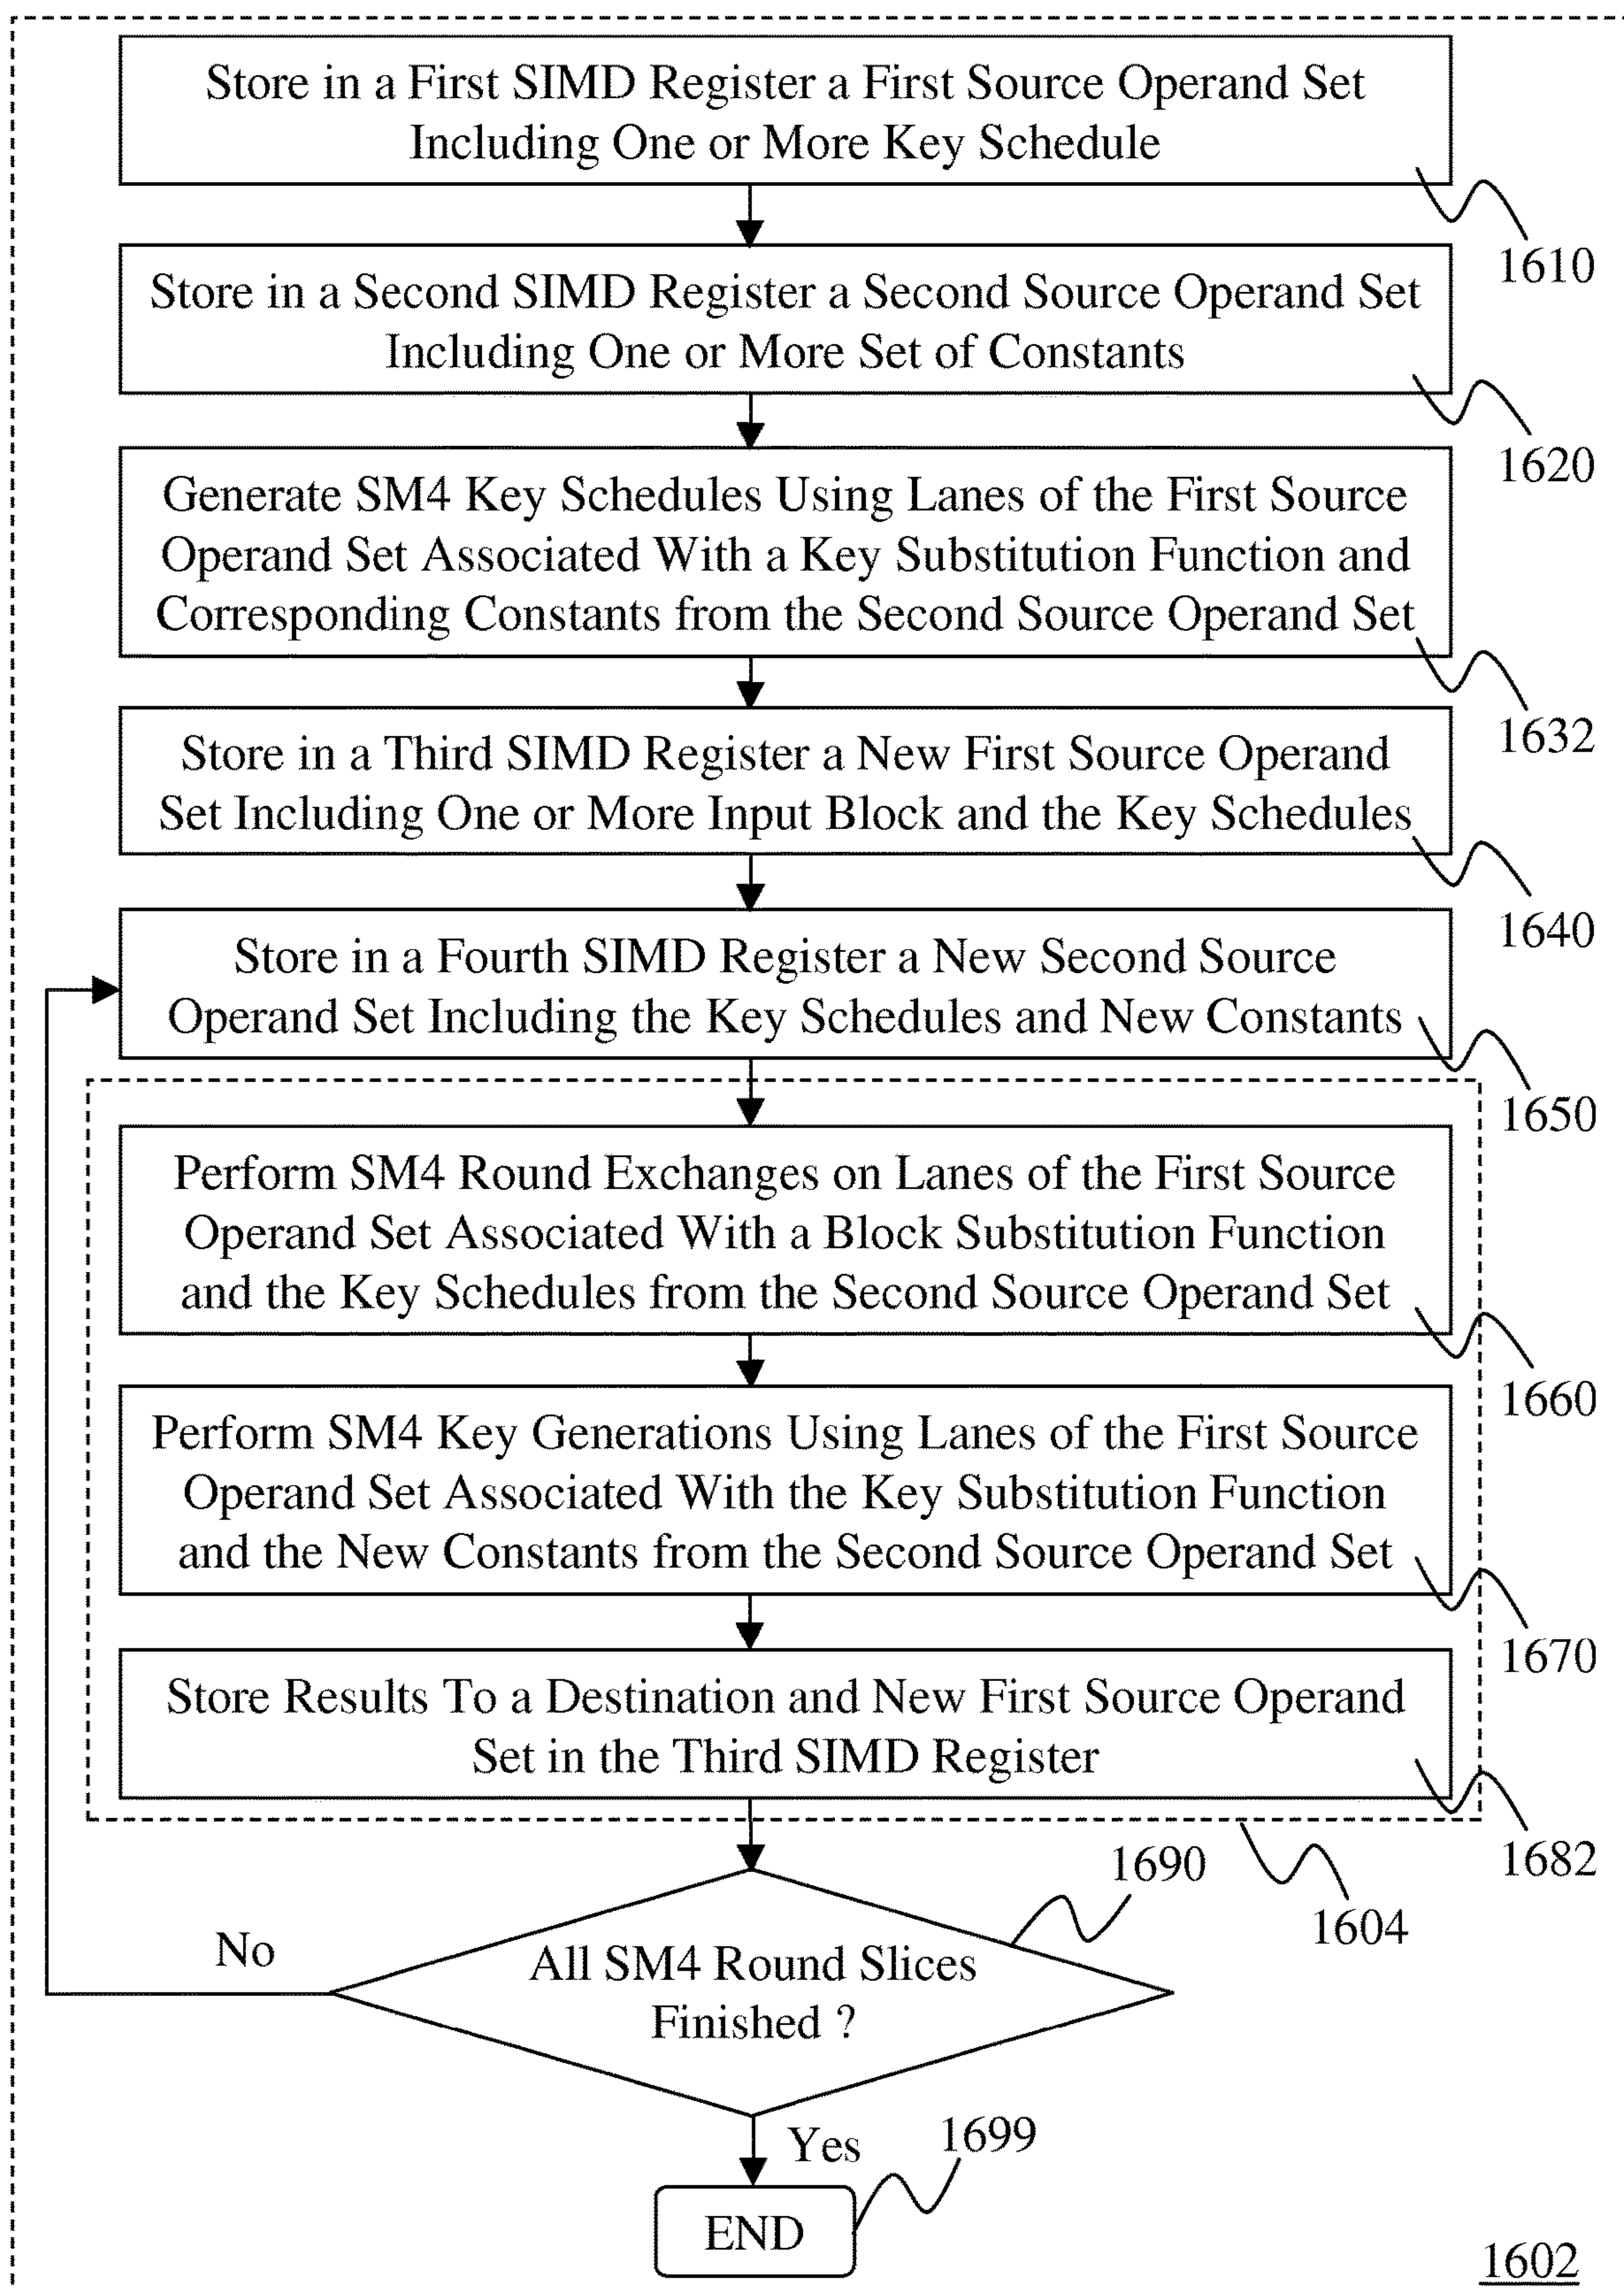 Store in a First SIMD Register a First Source Operand Set
Including One or More Key Schedule
1610
Store in a Second SIMD Register a Second Source Operand Set
Including One or More Set of Constants
1620
Generate SM4 Key Schedules Using Lanes of the First Source
Operand Set Associated With a Key Substitution Function and
Corresponding Constants from the Second Source Operand Set
1632
Store in a Third SIMD Register a New First Source Operand
Set Including One or More Input Block and the Key Schedules
1640
Store in a Fourth SIMD Register a New Second Source
Operand Set Including the Key Schedules and New Constants
1650
Perform SM4 Round Exchanges on Lanes of the First Source
Operand Set Associated With a Block Substitution Function
and the Key Schedules from the Second Source Operand Set
1660
Perform SM4 Key Generations Using Lanes of the First Source
Operand Set Associated With the Key Substitution Function
and the New Constants from the Second Source Operand Set
1670
Store Results To a Destination and New First Source Operand
Set in the Third SIMD Register
1682
1604
1690
No
All SM4 Round Slices
Finished ?
Yes
1699
END
1602